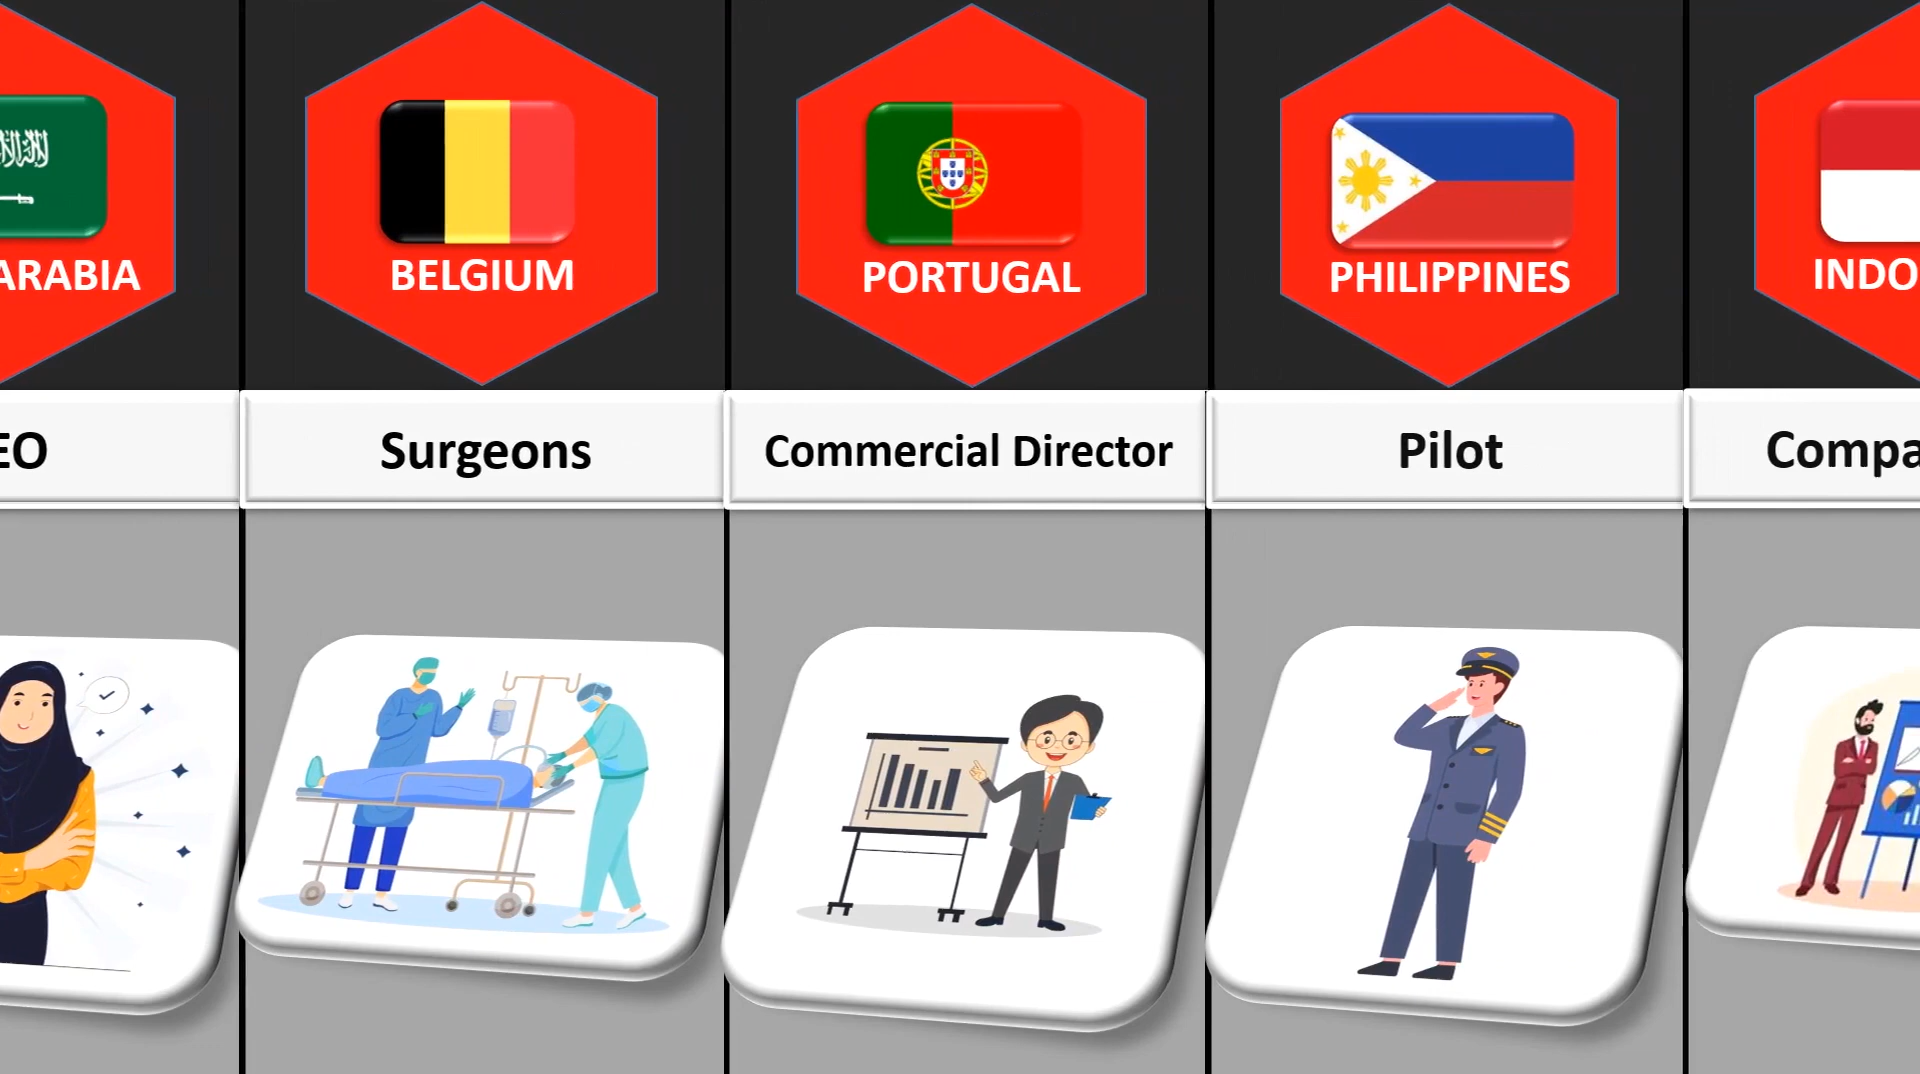 ARABIA
BELGIUM
PORTUGAL
PHILIPPINES
INDO
EO
Surgeons
Commercial Director
Pilot
Compa